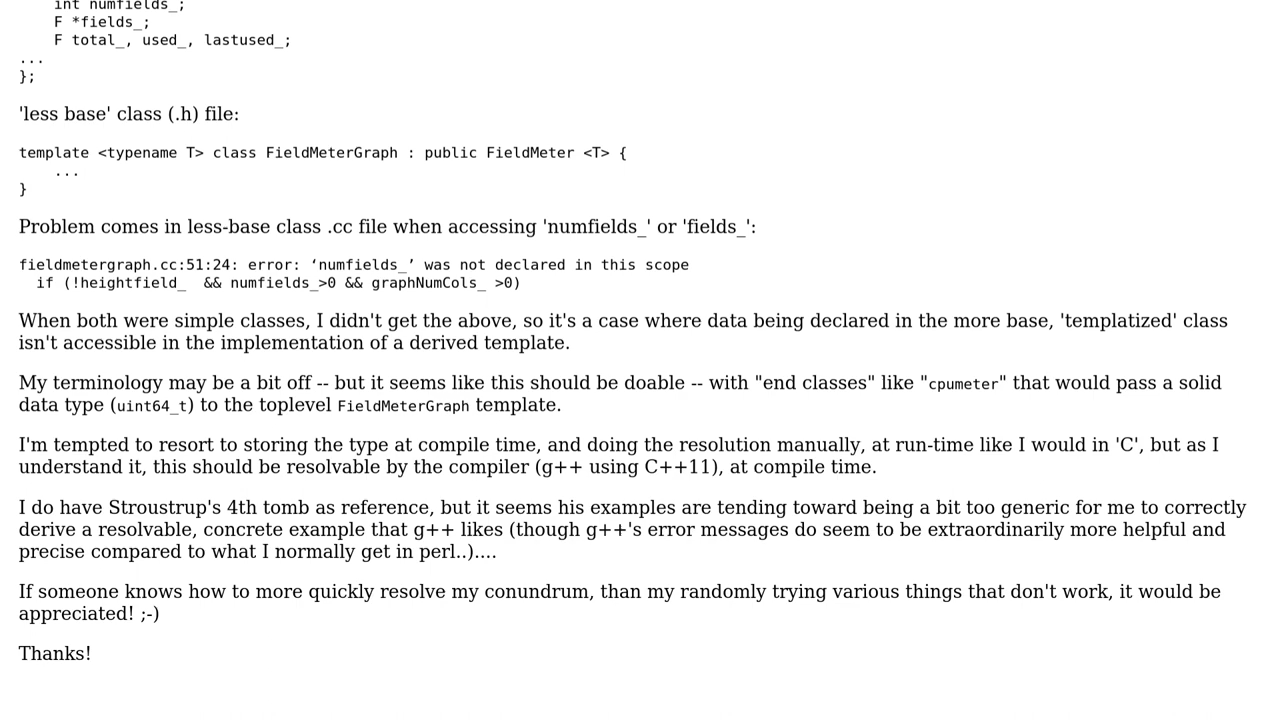 int numfields_;
F *fields_;
F total_, used_, lastused_;
...
};
'less base' class (.h) file:
template <typename T> class FieldMeterGraph : public FieldMeter <T> {
...
}
Problem comes in less-base class .cc file when accessing 'numfields_' or 'fields_':
fieldmetergraph.cc:51:24: error: ‘numfields_’ was not declared in this scope
if (!heightfield_  && numfields_>0 && graphNumCols_ >0)
When both were simple classes, I didn't get the above, so it's a case where data being declared in the more base, 'templatized' class
isn't accessible in the implementation of a derived template.
My terminology may be a bit off -- but it seems like this should be doable -- with "end classes" like "cpumeter" that would pass a solid
data type (uint64_t) to the toplevel FieldMeterGraph template.
I'm tempted to resort to storing the type at compile time, and doing the resolution manually, at run-time like I would in 'C', but as I
understand it, this should be resolvable by the compiler (g++ using C++11), at compile time.
I do have Stroustrup's 4th tomb as reference, but it seems his examples are tending toward being a bit too generic for me to correctly
derive a resolvable, concrete example that g++ likes (though g++'s error messages do seem to be extraordinarily more helpful and
precise compared to what I normally get in perl..)....
If someone knows how to more quickly resolve my conundrum, than my randomly trying various things that don't work, it would be
appreciated! ;-)
Thanks!